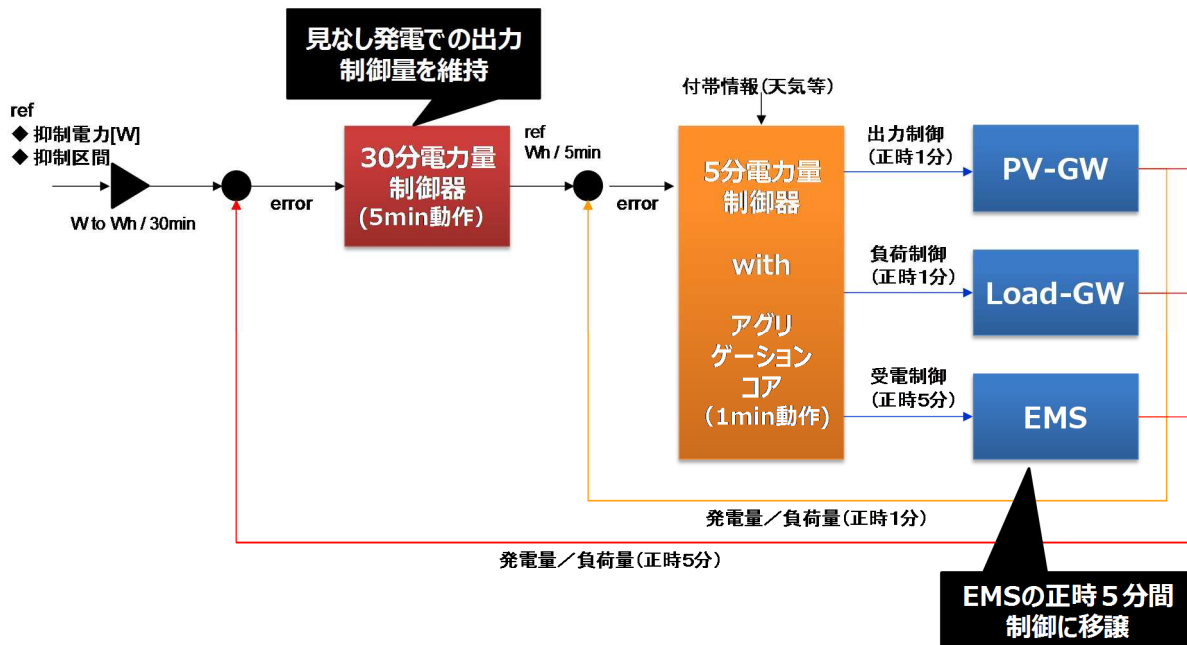 見なし発電での出力
制御量を維持
付帯情報(天気等)
ref
◆ 抑制電力[W]
◆ 抑制区間
W to Wh / 30min
error
30分電力量
制御器
(5min動作)
ref
Wh / 5min
error
5分電力量
制御器
with
アグリ
ゲーション
コア
(1min動作)
出力制御
(正時1分)
PV-GW
負荷制御
(正時1分)
Load-GW
受電制御
(正時5分)
EMS
発電量／負荷量(正時1分)
発電量／負荷量(正時5分)
EMSの正時５分間
制御に移譲